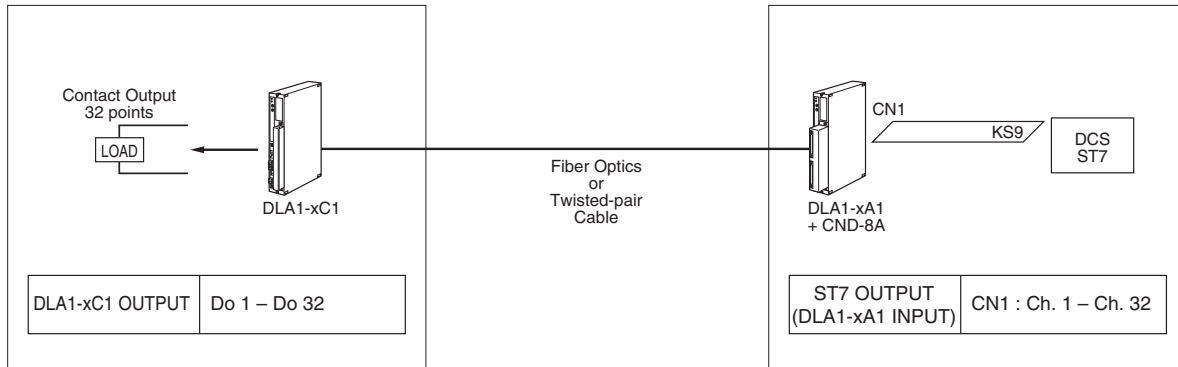 Contact Output
32 points
LOAD
DLA1-xC1
DLA1-xC1 OUTPUT
Do 1 – Do 32
Fiber Optics
or
Twisted-pair
Cable
CN1
KS9
DCS
ST7
DLA1-xA1
+ CND-8A
ST7 OUTPUT
(DLA1-xA1 INPUT)
CN1 : Ch. 1 – Ch. 32